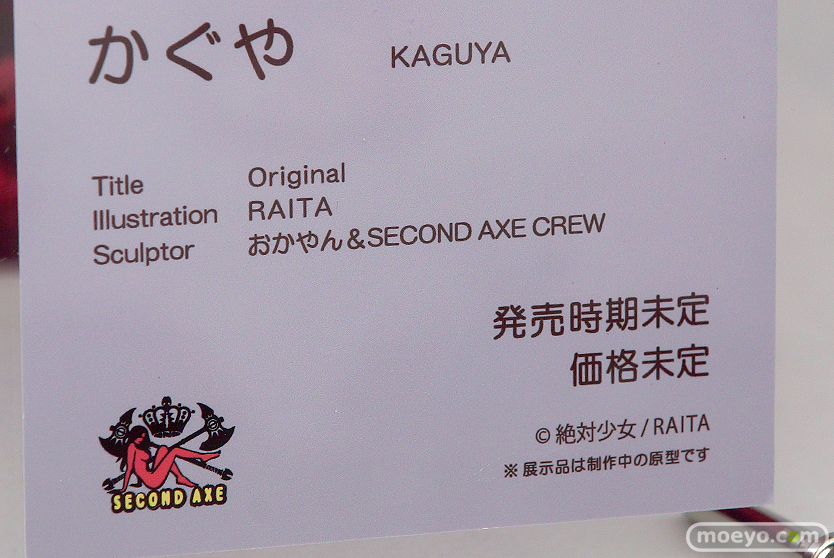 かぐや KAGUYA
Title Original
Illustration RAITA
Sculptor おかやん&SECOND AXE CREW
発売時期未定
価格未定
© 絶対少女/RAITA
※展示品は制作中の原型です
SECOND AXE
moeyo.com